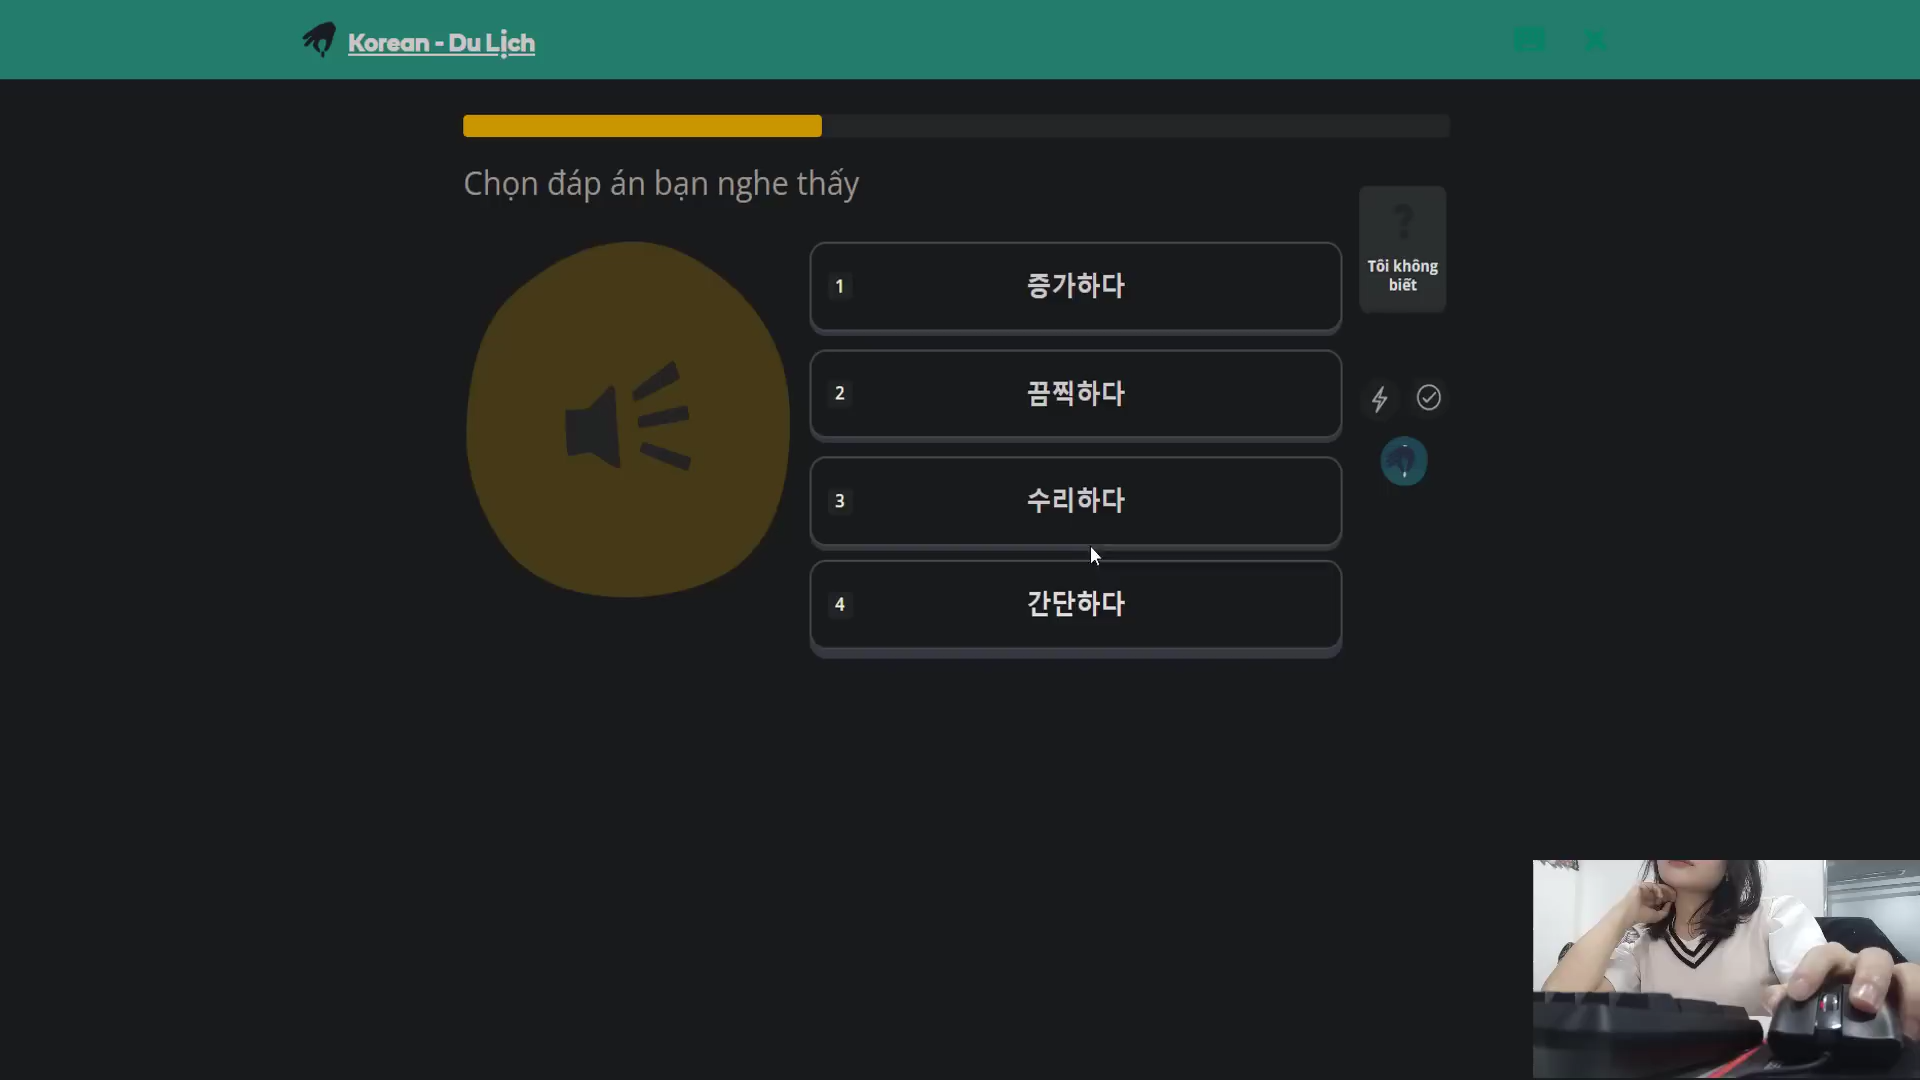 Korean - Du Lịch
Chọn đáp án bạn nghe thấy
1 증가하다
2 끔찍하다
3 수리하다
4 간단하다
?
Tôi không
biết